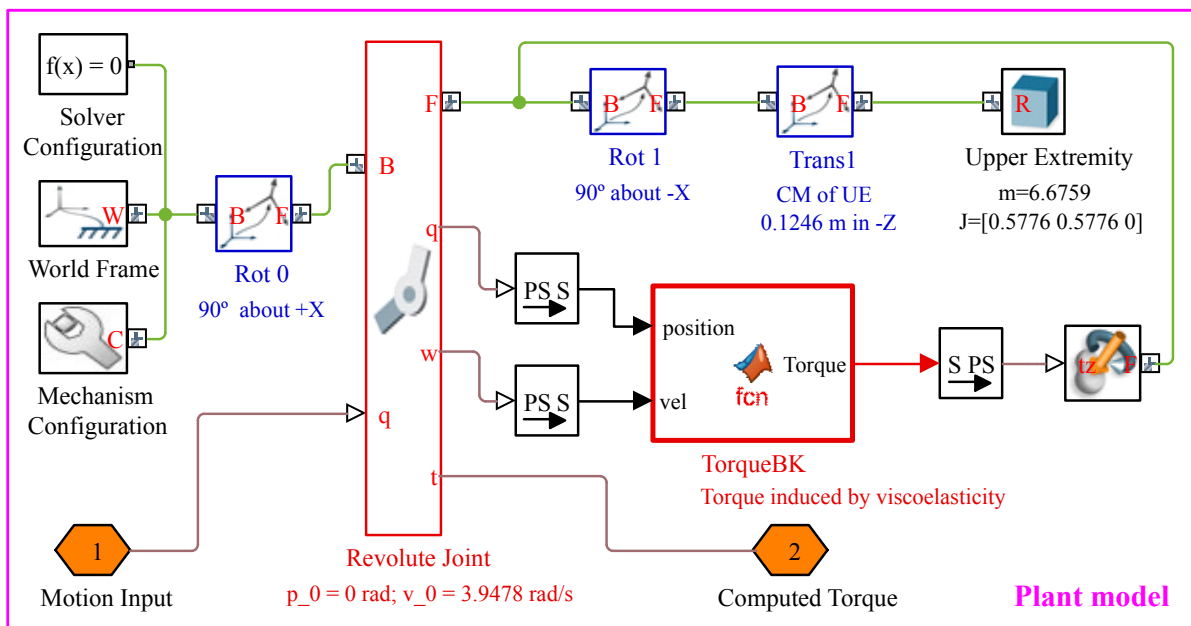 f(x) = 0
Solver
Configuration
W
World Frame
C
Mechanism
Configuration
B F
Rot 0
90º about +X
B
F
q
w
q
t
Revolute Joint
p_0 = 0 rad; v_0 = 3.9478 rad/s
B F
Rot 1
90º about -X
B F
Trans1
CM of UE
0.1246 m in -Z
R
Upper Extremity
m=6.6759
J=[0.5776 0.5776 0]
PS S
PS S
position
vel
Torque
fcn
TorqueBK
Torque induced by viscoelasticity
S PS
tz F
1
Motion Input
2
Computed Torque
Plant model